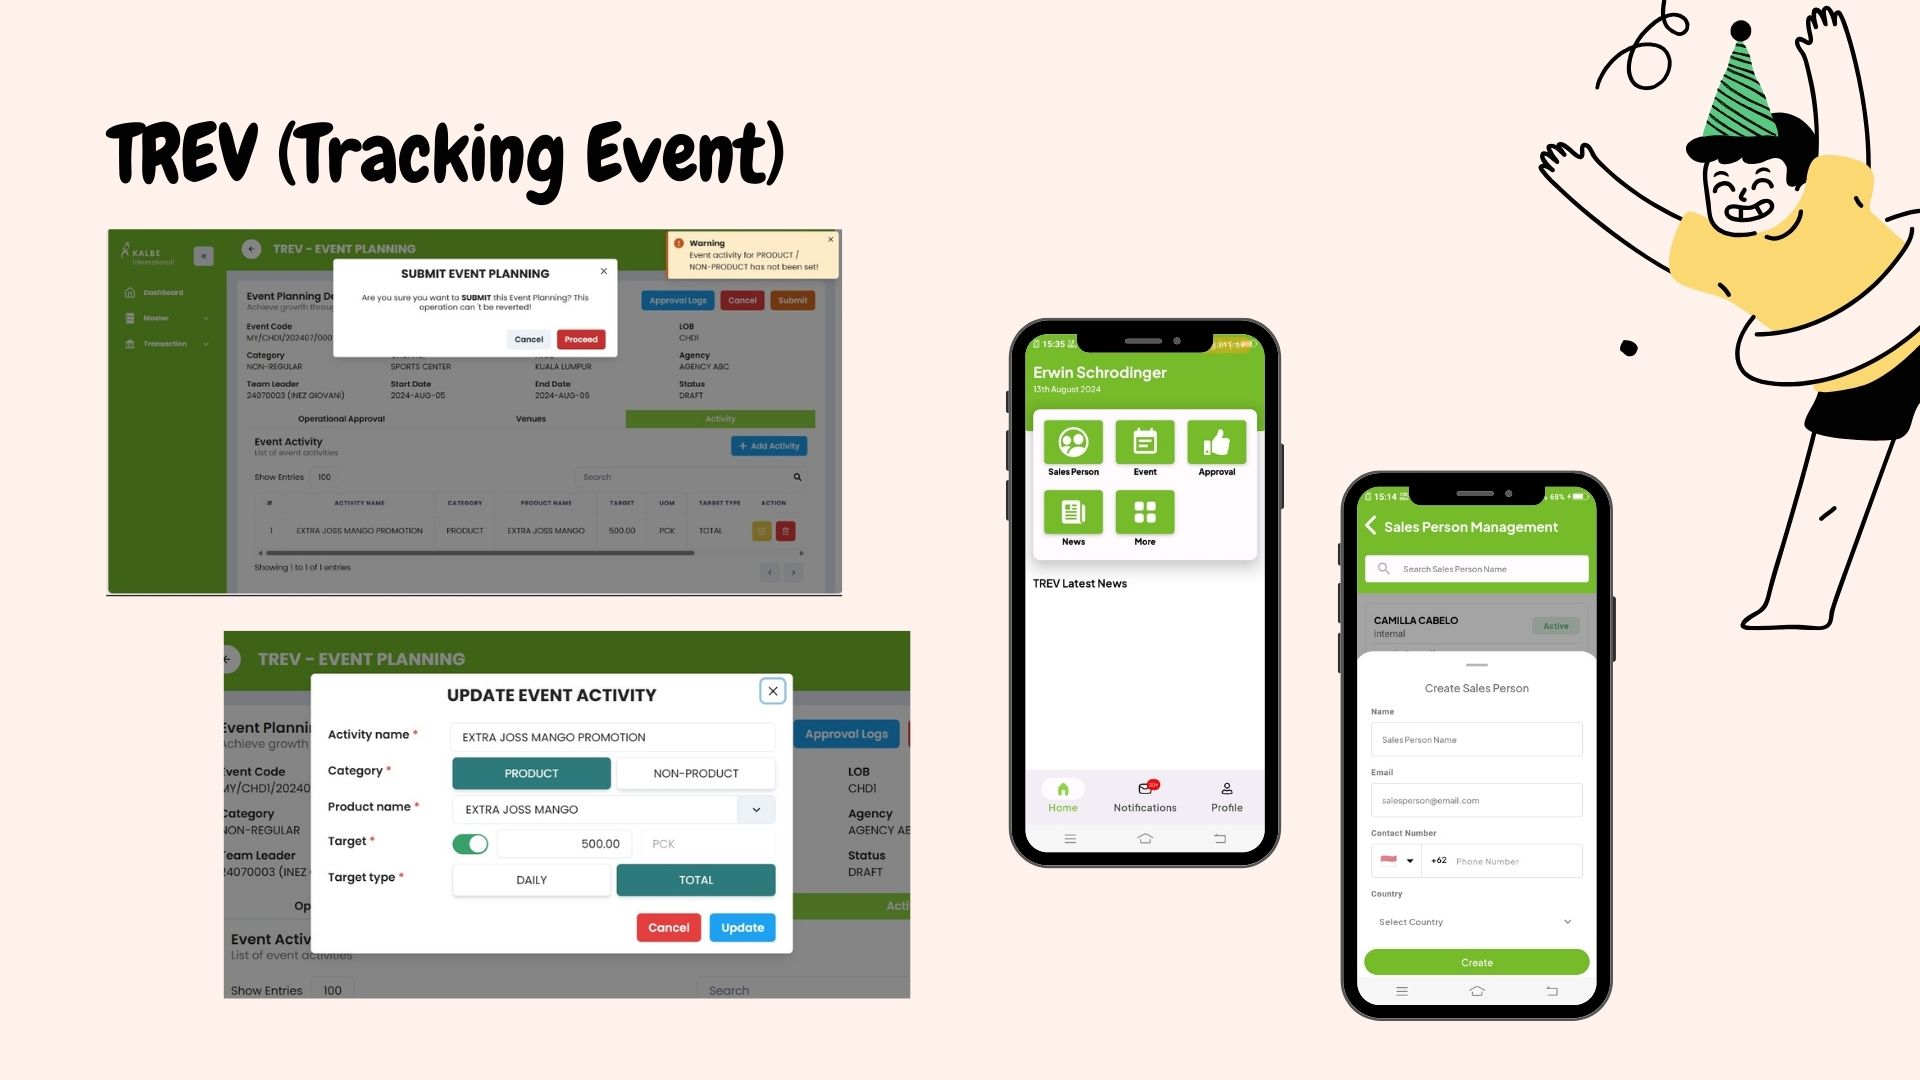 TREV (Tracking Event)
KALBE
International
«
TREV - EVENT PLANNING
Warning
Event activity for PRODUCT /
NON-PRODUCT has not been set!
SUBMIT EVENT PLANNING
Are you sure you want to SUBMIT this Event Planning? This
operation can't be reverted!
Cancel Proceed
Dashboard
Master
Transaction
Event Planning De
Achieve growth throug
Approval Logs Cancel Submit
Event Code
MY/CHDI/202407/000
LOB
CHDI
Category
NON-REGULAR
SPORTS CENTER
KUALA LUMPUR
Agency
AGENCY ABC
Team Leader
24070003 (INEZ GIOVANI)
Start Date
2024-AUG-05
End Date
2024-AUG-06
Status
DRAFT
Operational Approval Venues Activity
Event Activity
List of event activities
+ Add Activity
Show Entries 100 Search
# ACTIVITY NAME CATEGORY PRODUCT NAME TARGET UOM TARGET TYPE ACTION
1 EXTRA JOSS MANGO PROMOTION PRODUCT EXTRA JOSS MANGO 500.00 PCK TOTAL
Showing 1 to 1 of 1 entries
TREV - EVENT PLANNING
UPDATE EVENT ACTIVITY
Activity name * EXTRA JOSS MANGO PROMOTION
Category * PRODUCT NON-PRODUCT
Product name * EXTRA JOSS MANGO
Target * 500.00 PCK
Target type * DAILY TOTAL
Cancel Update
Event Plannin
Achieve growth
Approval Logs
Event Code
MY/CHDI/20240
LOB
CHDI
Category
NON-REGULAR
Agency
AGENCY AB
Team Leader
24070003 (INEZ
Status
DRAFT
Op
Acti
Event Activ
List of event activities
Show Entries 100 Search
15:35
Erwin Schrodinger
13th August 2024
Sales Person Event Approval
News More
TREV Latest News
Home Notifications Profile
15:14 68%
Sales Person Management
Search Sales Person Name
CAMILLA CABELO
internal
Active
Create Sales Person
Name
Sales Person Name
Email
salesperson@email.com
Contact Number
+62 Phone Number
Country
Select Country
Create